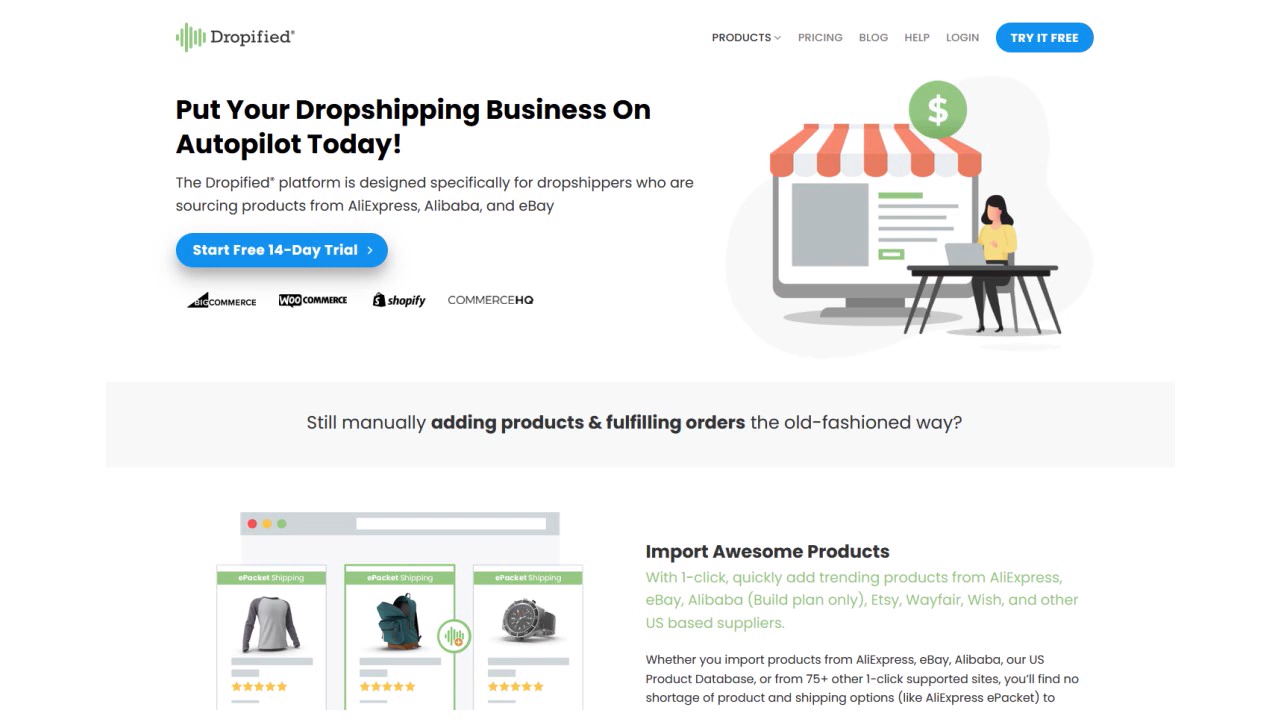 Dropified®
PRODUCTS
PRICING
BLOG
HELP
LOGIN
TRY IT FREE
Put Your Dropshipping Business On
Autopilot Today!
The Dropified® platform is designed specifically for dropshippers who are
sourcing products from AliExpress, Alibaba, and eBay
Start Free 14-Day Trial
BIGCOMMERCE
WOO COMMERCE
shopify
COMMERCEHQ
$
Still manually adding products & fulfilling orders the old-fashioned way?
ePacket Shipping
ePacket Shipping
ePacket Shipping
Import Awesome Products
With 1-click, quickly add trending products from AliExpress,
eBay, Alibaba (Build plan only), Etsy, Wayfair, Wish, and other
US based suppliers.
Whether you import products from AliExpress, eBay, Alibaba, our US
Product Database, or from 75+ other 1-click supported sites, you'll find no
shortage of product and shipping options (like AliExpress ePacket) to